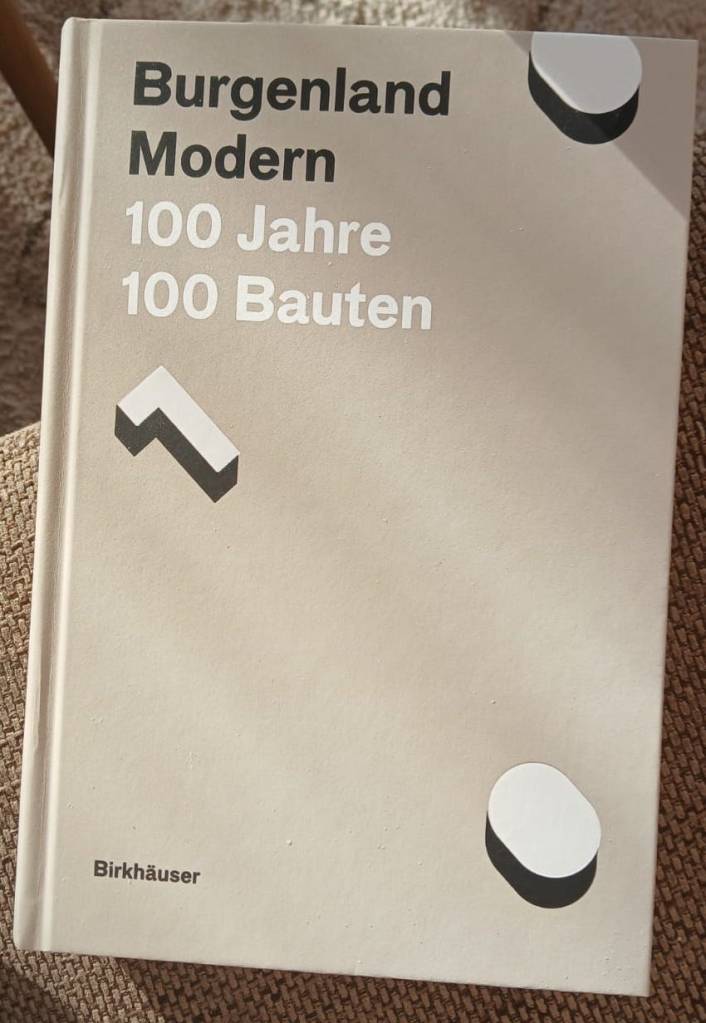 Burgenland
Modern
100 Jahre
100 Bauten
Birkhäuser